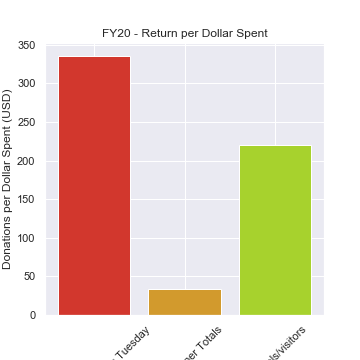 FY20 - Return per Dollar Spent
Donations per Dollar Spent (USD)
350
300
250
200
150
100
50
0
Tuesday
Totals